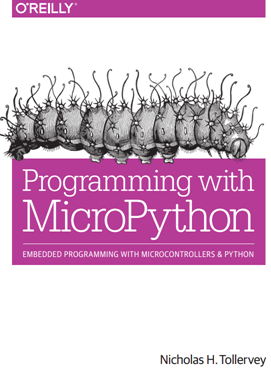 O'REILLY®
Programming with
MicroPython
EMBEDDED PROGRAMMING WITH MICROCONTROLLERS & PYTHON
Nicholas H. Tollervey